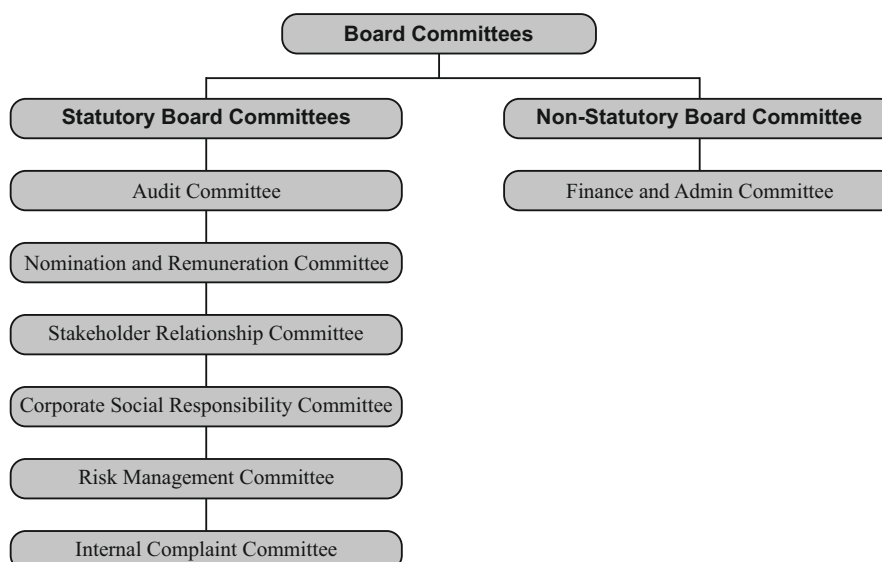 Board Committees
Statutory Board Committees
Non-Statutory Board Committee
Audit Committee
Finance and Admin Committee
Nomination and Remuneration Committee
Stakeholder Relationship Committee
Corporate Social Responsibility Committee
Risk Management Committee
Internal Complaint Committee